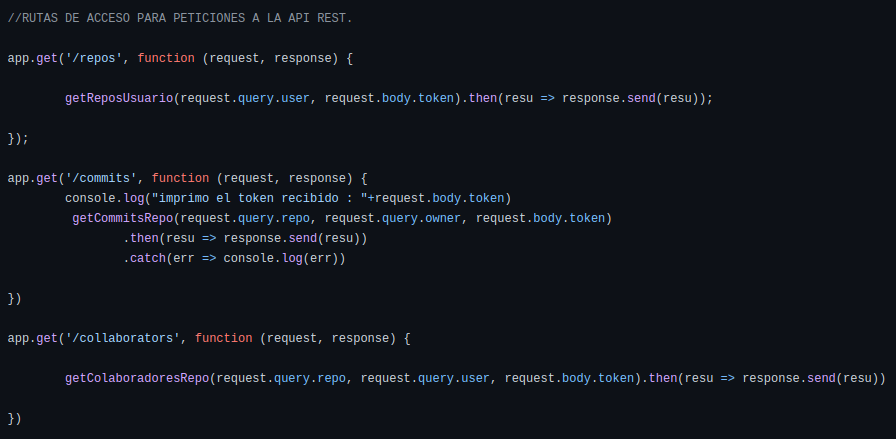 //RUTAS DE ACCESO PARA PETICIONES A LA API REST.
app.get('/repos', function (request, response) {
getReposUsuario(request.query.user, request.body.token).then(resu => response.send(resu));
});
app.get('/commits', function (request, response) {
console.log("imprimo el token recibido : "+request.body.token)
getCommitsRepo(request.query.repo, request.query.owner, request.body.token)
.then(resu => response.send(resu))
.catch(err => console.log(err))
})
app.get('/collaborators', function (request, response) {
getColaboradoresRepo(request.query.repo, request.query.user, request.body.token).then(resu => response.send(resu))
})